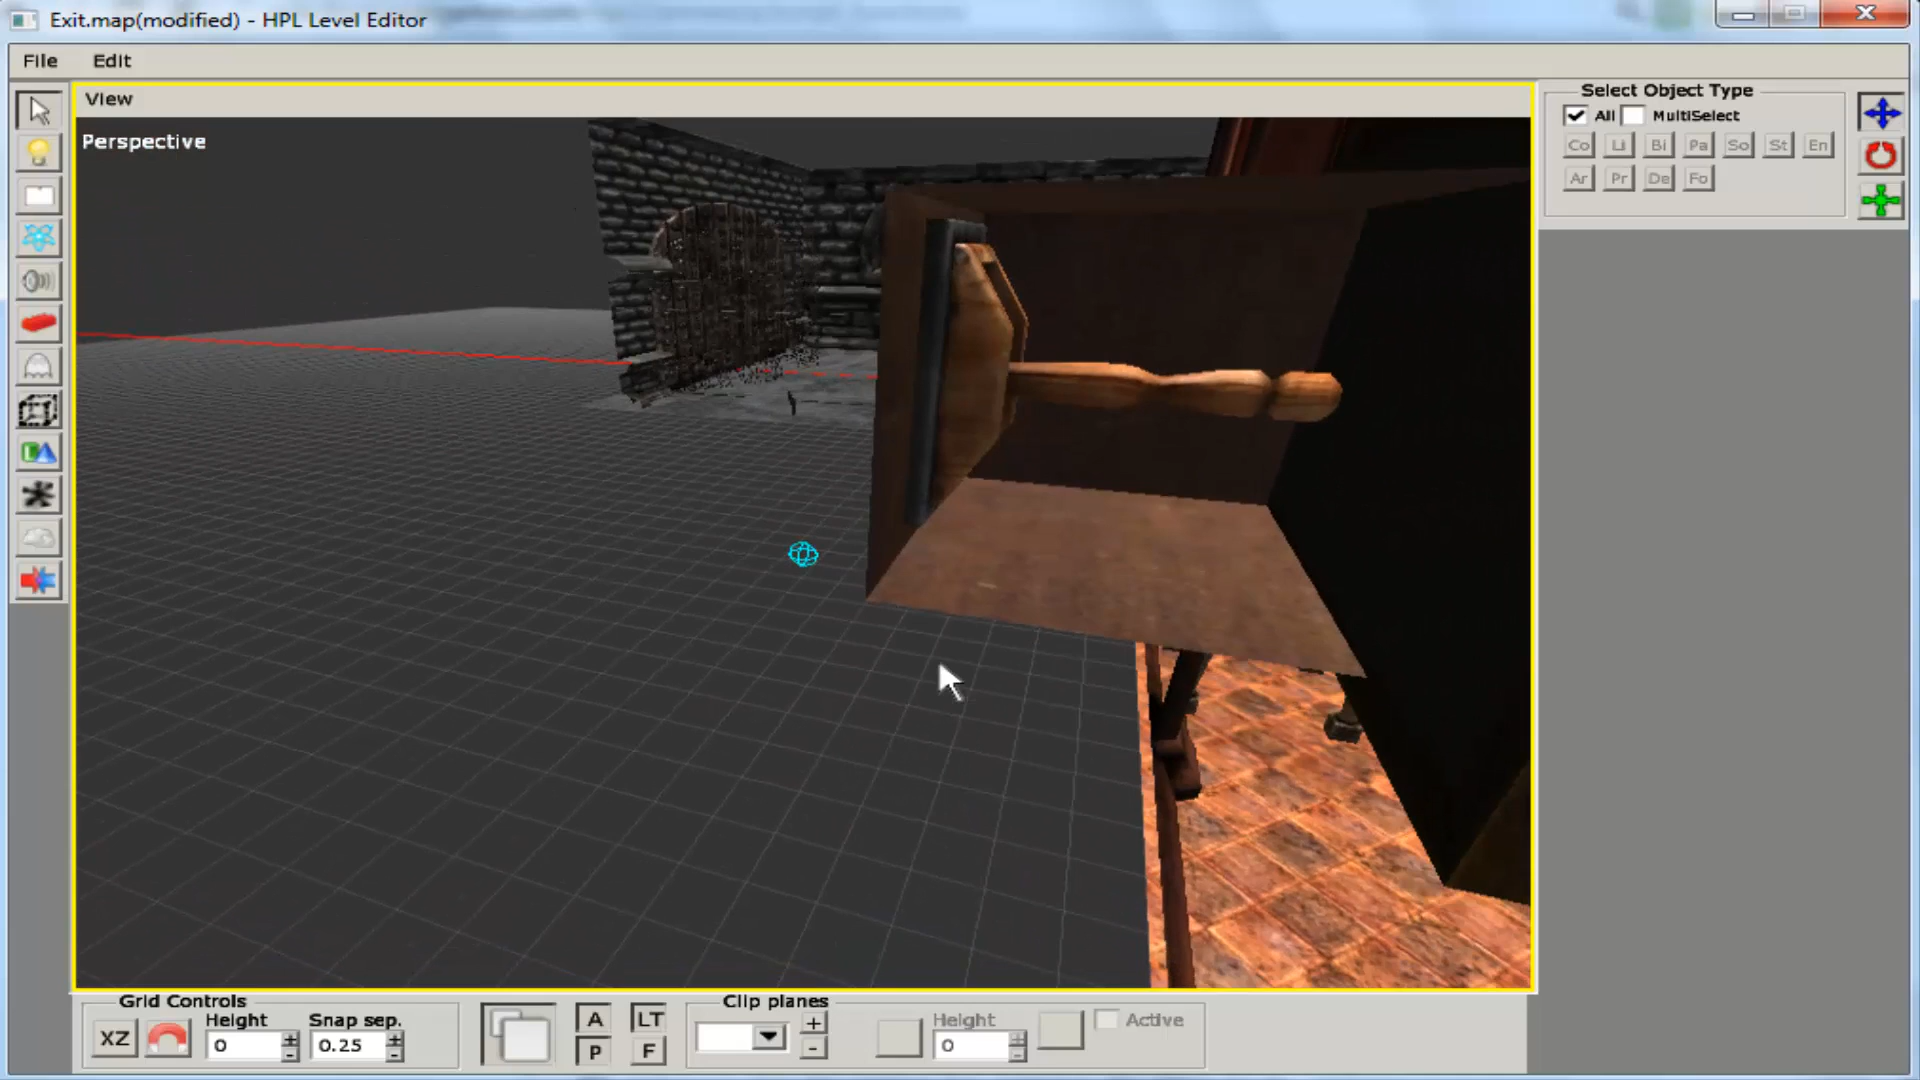 Exit.map(modified) - HPL Level Editor
File Edit
View
Perspective
Select Object Type
All MultiSelect
Co Li Bi Pa So St En
Ar Pr De Fo
Grid Controls
XZ
Height
0
Snap sep.
0.25
A
P
LT
F
Clip planes
+
-
Height
0
Active